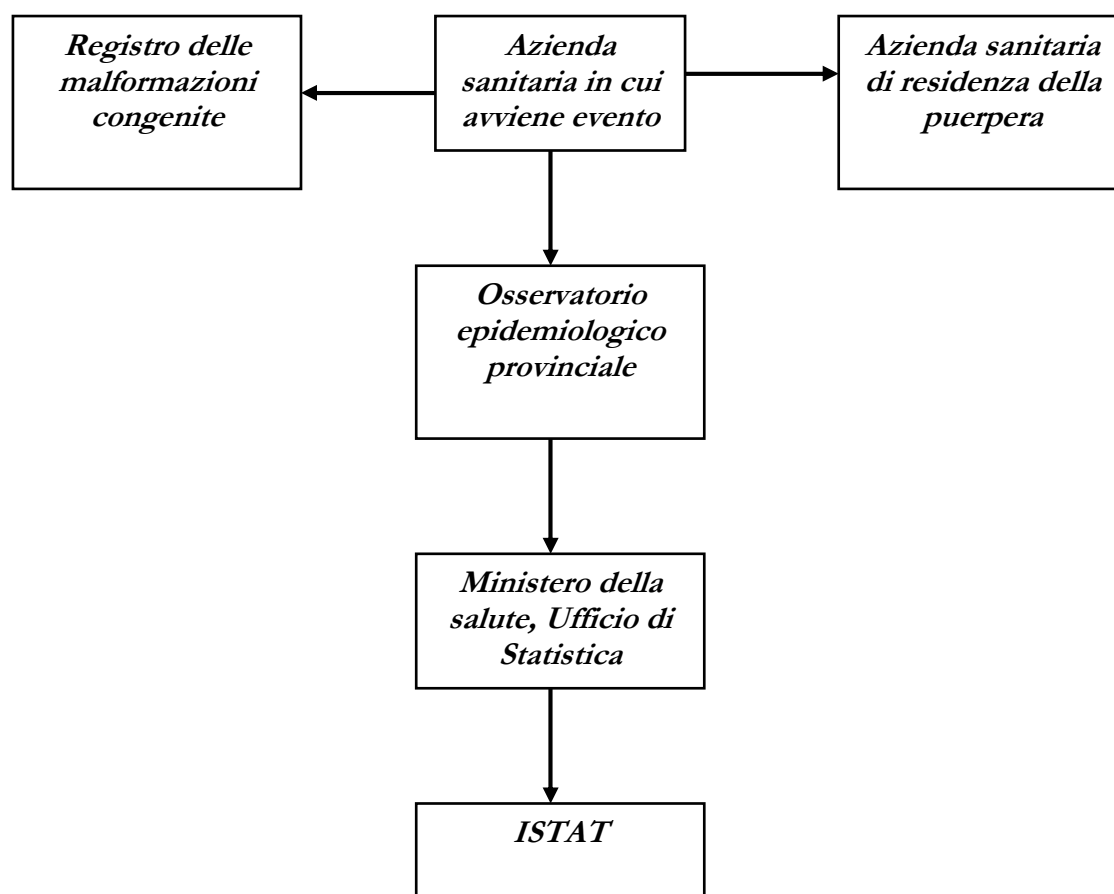 Registro delle
malformazioni
congenite
Azienda
sanitaria in cui
avviene evento
Azienda sanitaria
di residenza della
puerpera
Osservatorio
epidemiologico
provinciale
Ministero della
salute, Ufficio di
Statistica
ISTAT